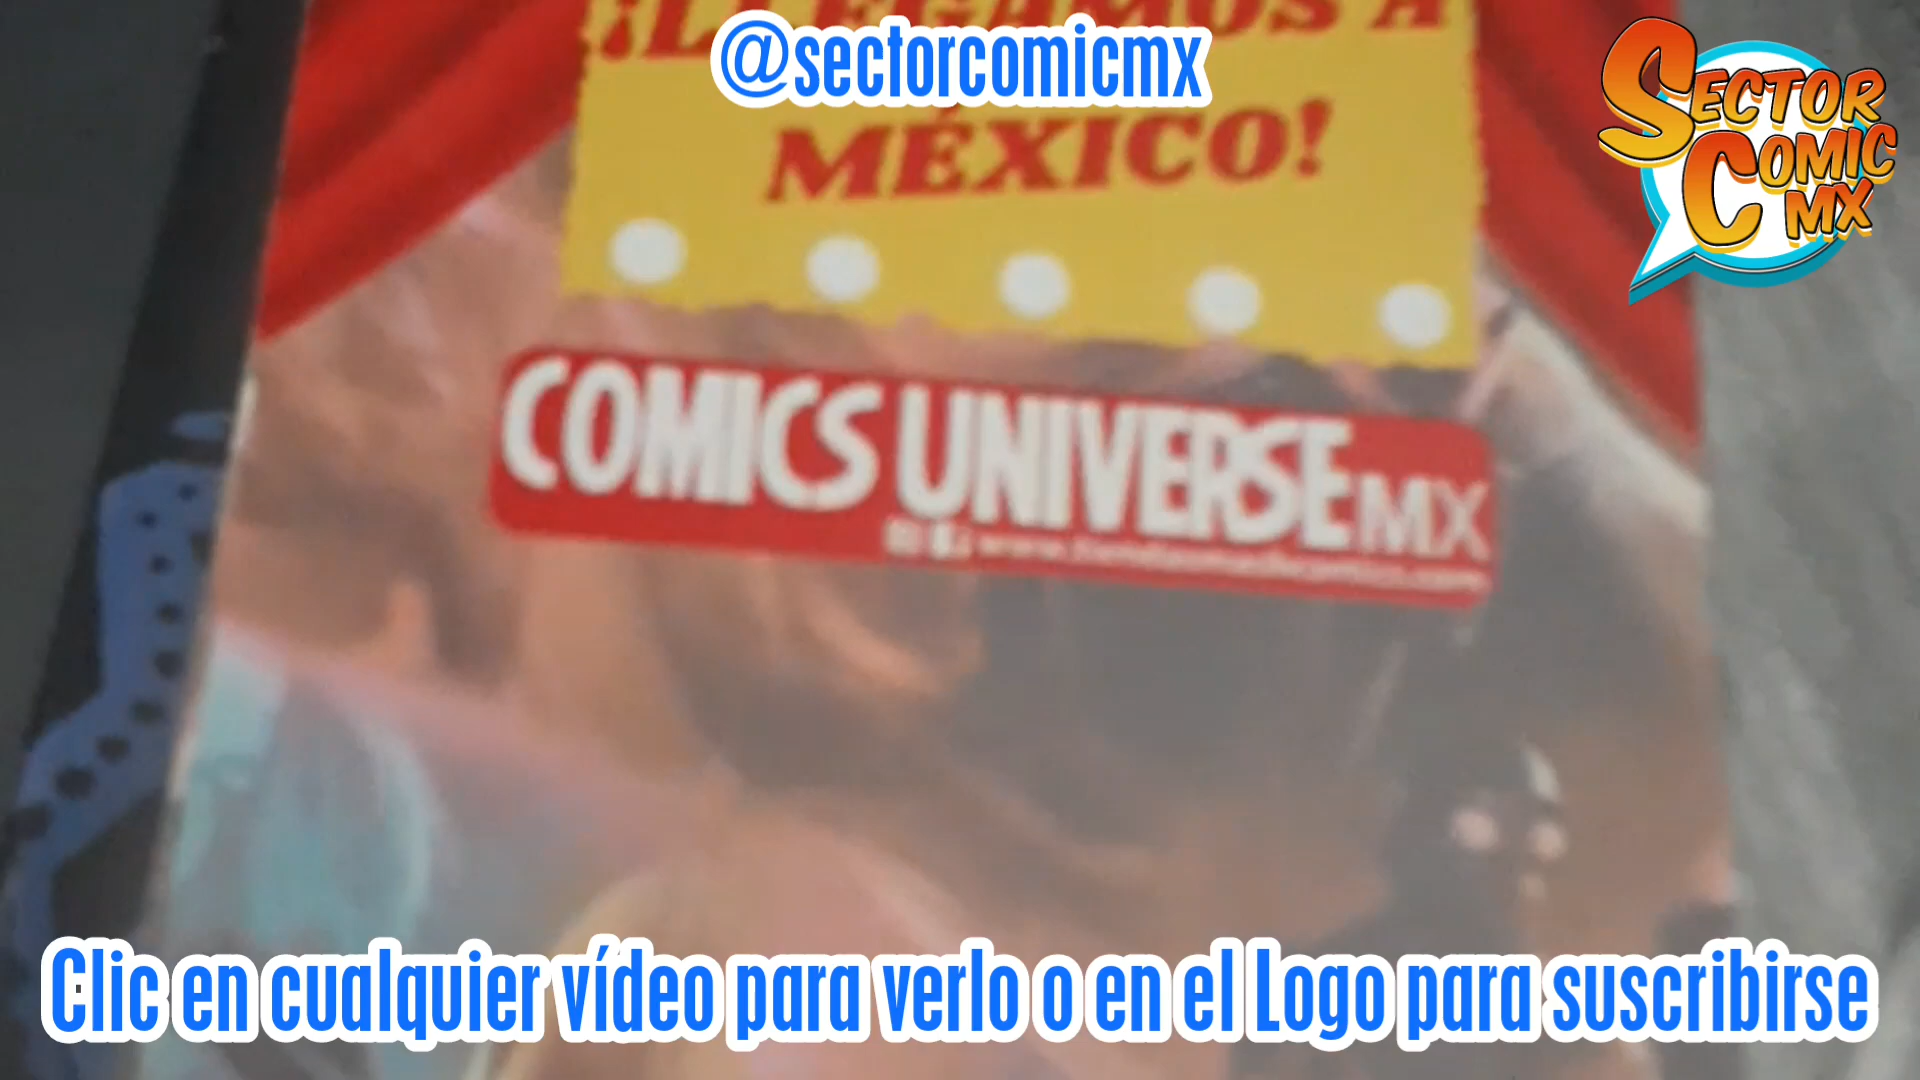 ¡LLEGAMOS A
@sectorcomicmx
MÉXICO!
SECTOR
COMIC
MX
COMICS UNIVERSE MX
Clic en cualquier vídeo para verlo o en el Logo para suscribirse